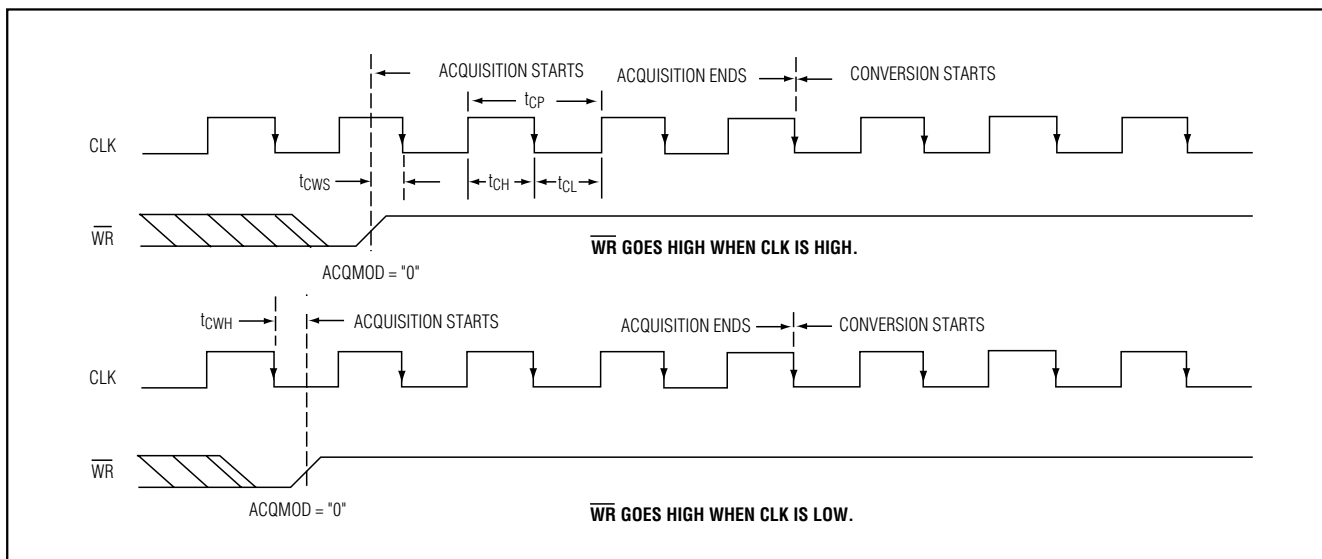 ACQUISITION STARTS
ACQUISITION ENDS
CONVERSION STARTS
tCP
CLK
tCWS
tCH
tCL
WR
WR GOES HIGH WHEN CLK IS HIGH.
ACQMOD = "0"
tCWH
ACQUISITION STARTS
ACQUISITION ENDS
CONVERSION STARTS
CLK
WR
ACQMOD = "0"
WR GOES HIGH WHEN CLK IS LOW.